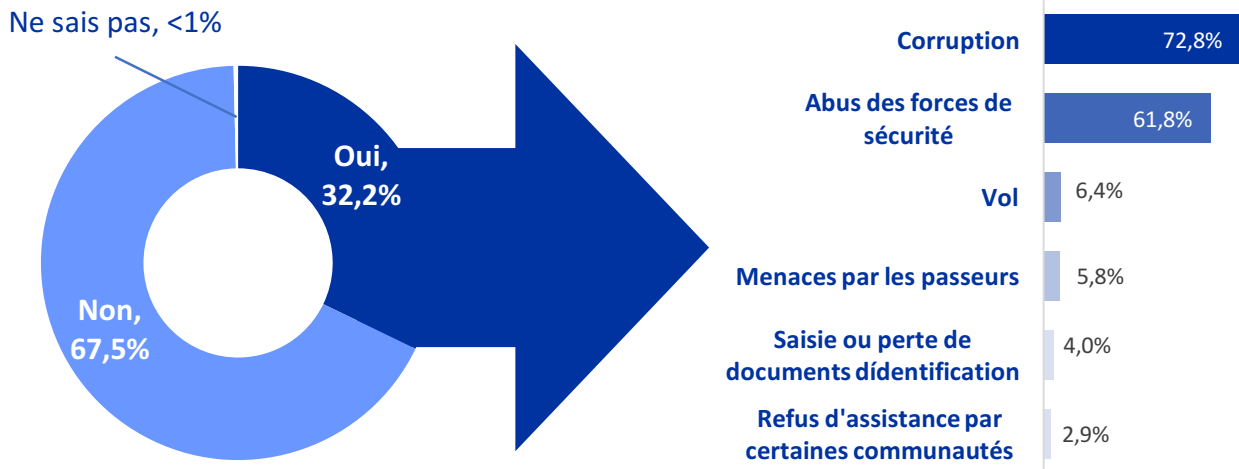 Ne sais pas, <1%
Oui,
32,2%
Non,
67,5%
Corruption
72,8%
Abus des forces de
sécurité
61,8%
Vol
6,4%
Menaces par les passeurs
5,8%
Saisie ou perte de
documents dídentification
4,0%
Refus d'assistance par
certaines communautés
2,9%